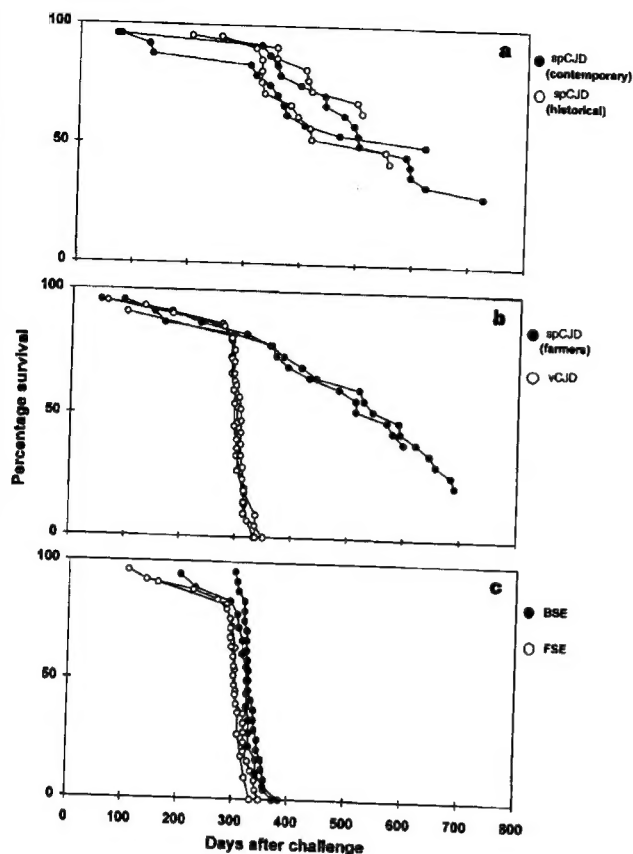 100
50
0
a
spCJD
(contemporary)
spCJD
(historical)
100
50
0
b
spCJD
(farmers)
vCJD
Percentage survival
100
50
0
c
BSE
FSE
0 100 200 300 400 500 600 700 800
Days after challenge